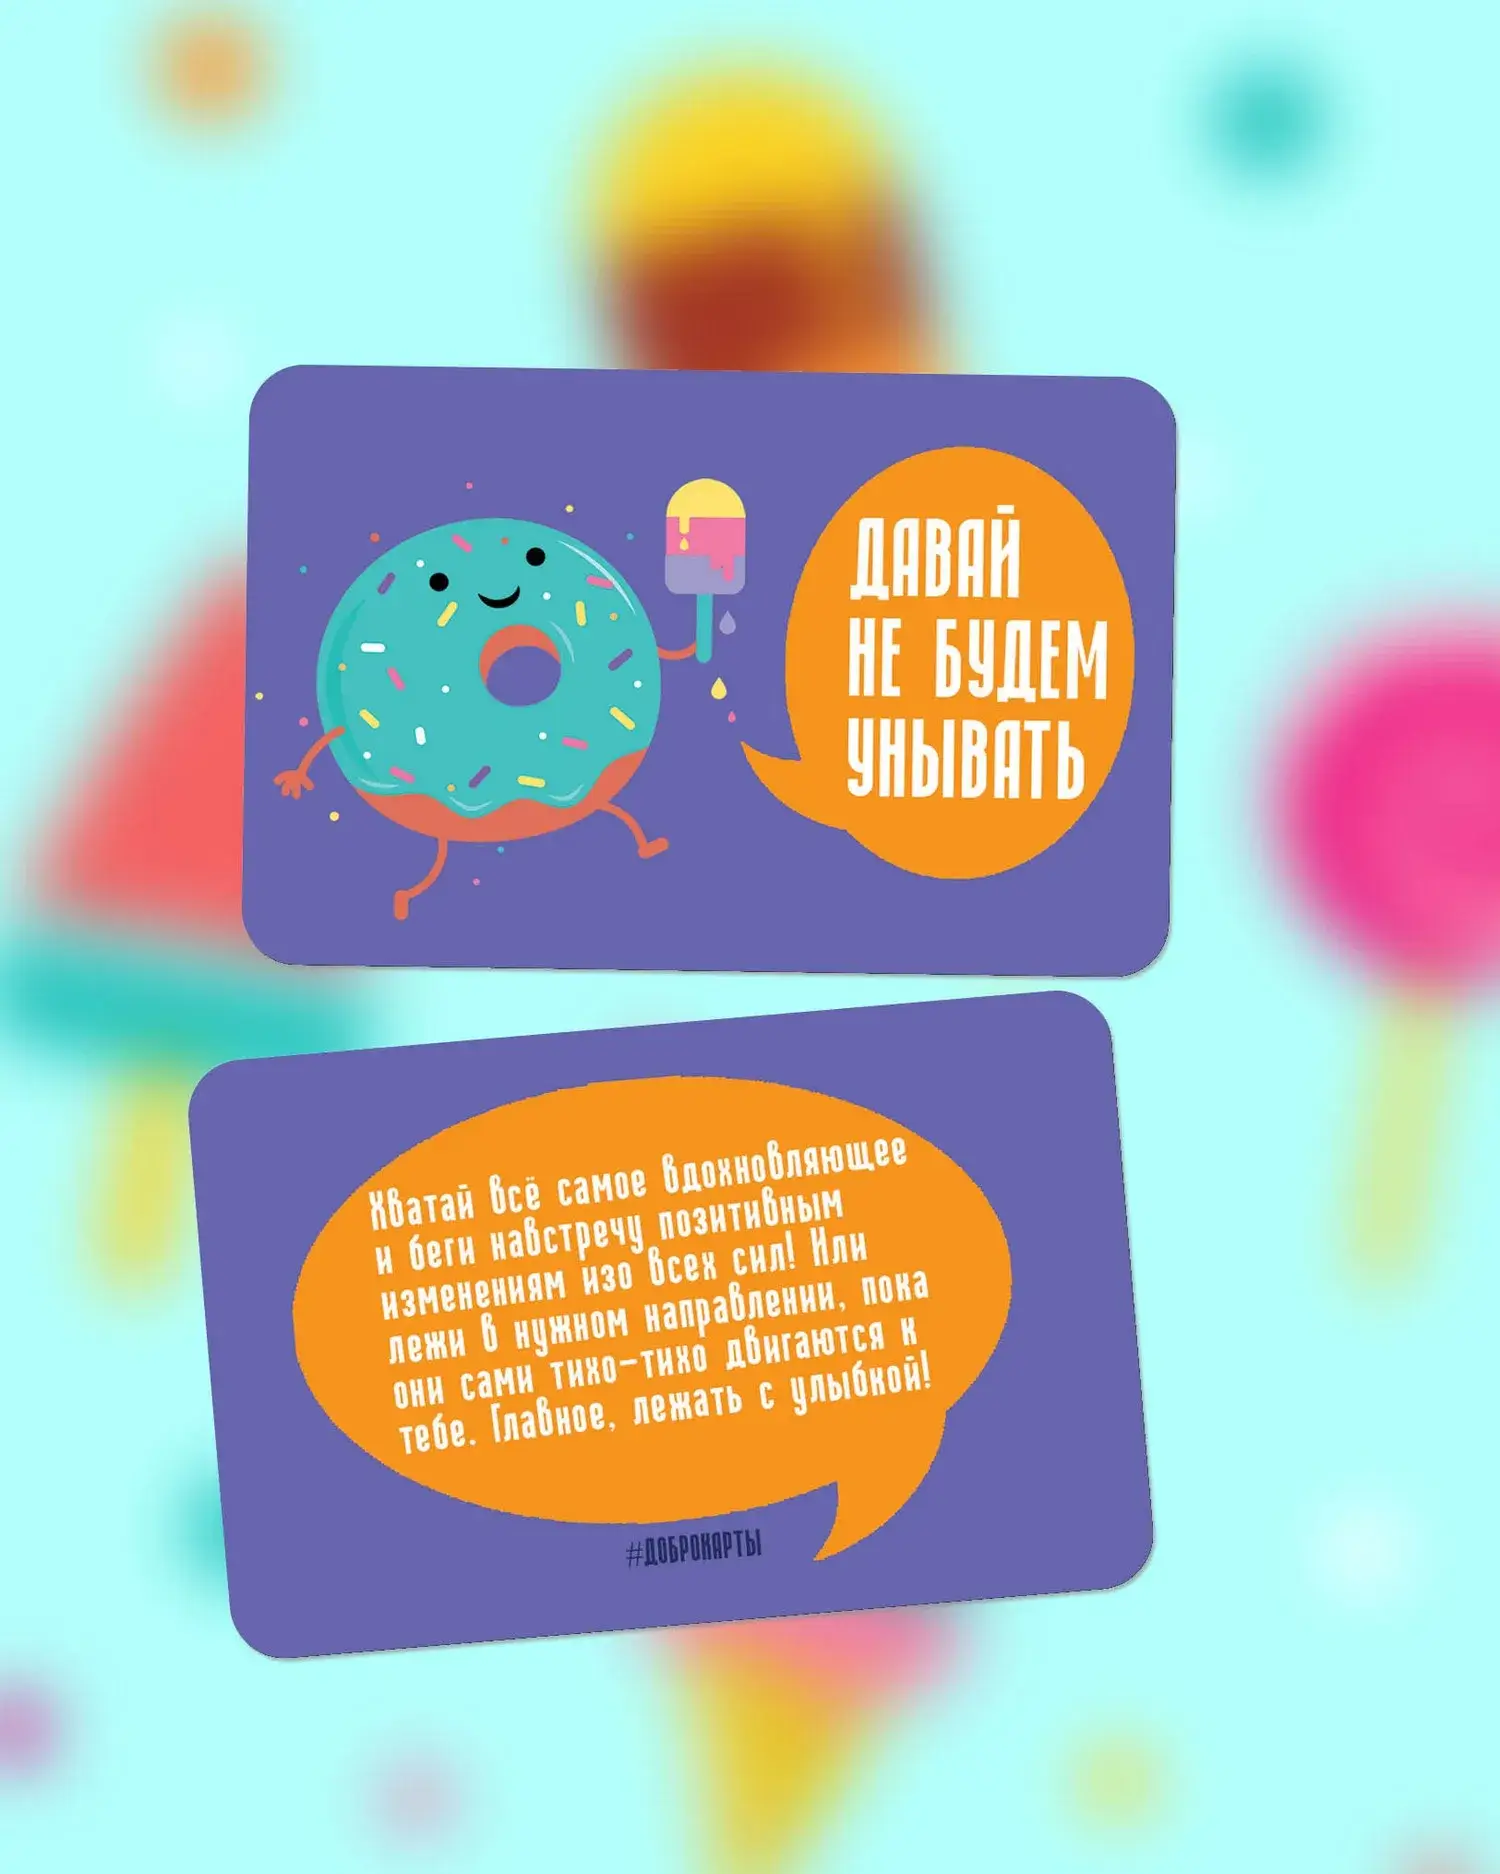 ДАВАЙ
НЕ БУДЕМ
УНЫВАТЬ
Хватай всё самое вдохновляющее
и беги навстречу позитивным
изменениям изо всех сил! Или
лежи в нужном направлении, пока
они сами тихо-тихо двигаются к
тебе. Главное, лежать с улыбкой!
#ДОБРОКАРТЫ